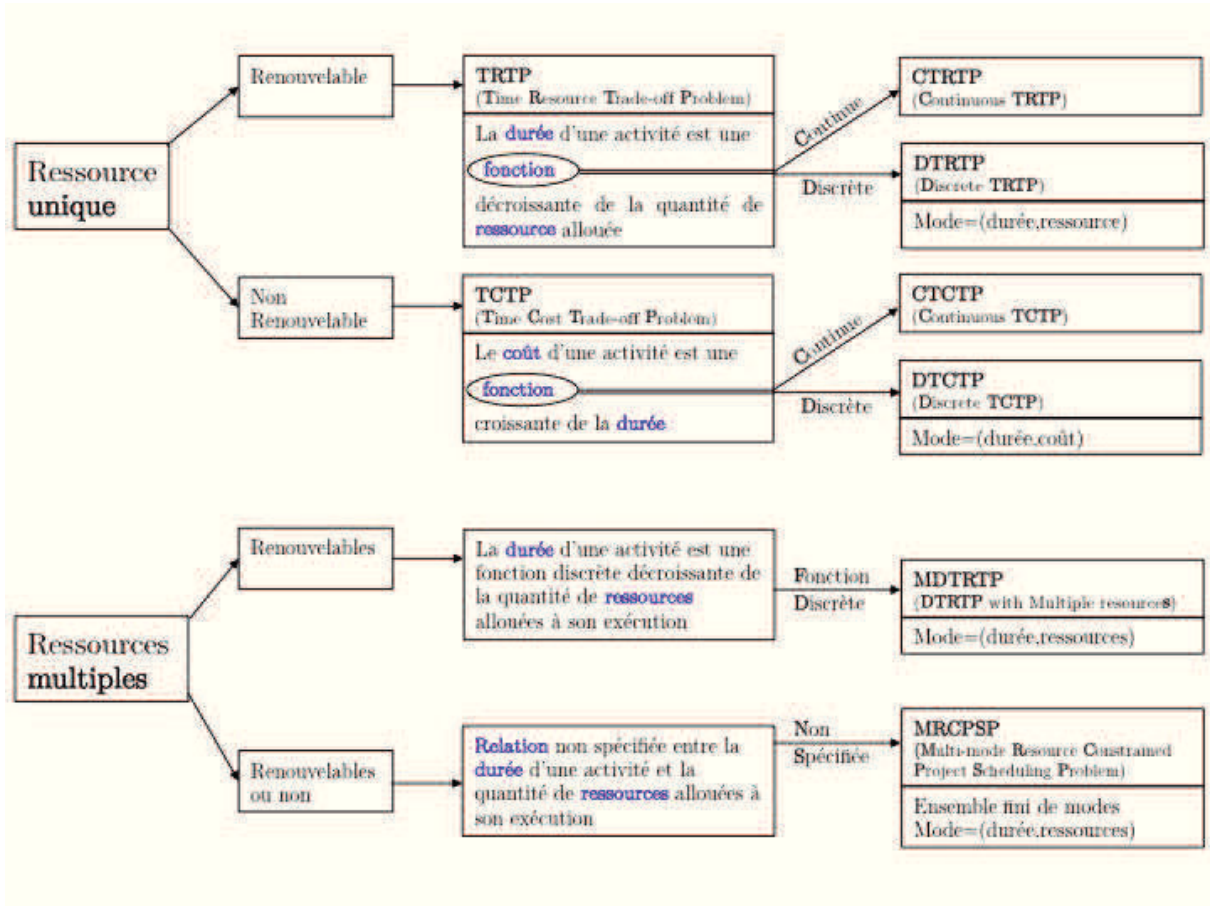 Ressource
unique
Renouvelable
TRTP
(Time Resource Trade-off Problem)
La durée d'une activité est une
fonction
décroissante de la quantité de
ressource allouée
Continue
Discrète
CTRTP
(Continuous TRTP)
DTRTP
(Discrete TRTP)
Mode=(durée,ressource)
Non
Renouvelable
TCTP
(Time Cost Trade-off Problem)
Le coût d'une activité est une
fonction
croissante de la durée
Continue
Discrète
CTCTP
(Continuous TCTP)
DTCTP
(Discrete TCTP)
Mode=(durée,coût)
Ressources
multiples
Renouvelables
La durée d'une activité est une
fonction discrète décroissante de
la quantité de ressources
allouées à son exécution
Fonction
Discrète
MDTRTP
(DTRTP with Multiple resources)
Mode=(durée,ressources)
Renouvelables
ou non
Relation non spécifiée entre la
durée d'une activité et la
quantité de ressources allouées à
son exécution
Non
Spécifiée
MRCPSP
(Multi-mode Resource Constrained
Project Scheduling Problem)
Ensemble fini de modes
Mode=(durée,ressources)